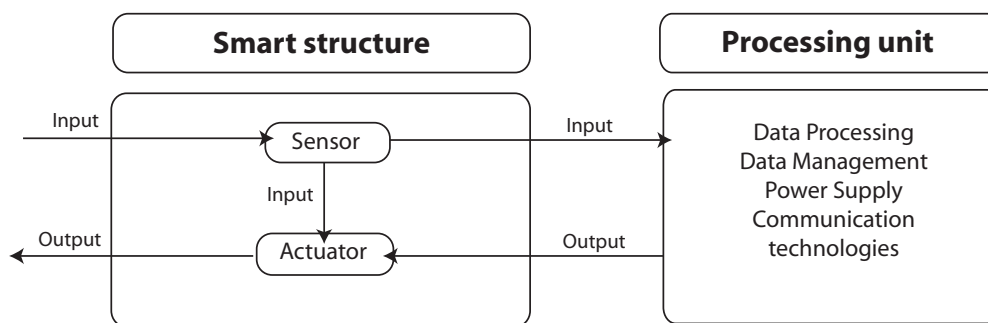 Smart structure
Processing unit
Input
Sensor
Input
Data Processing
Data Management
Power Supply
Communication
technologies
Input
Output
Actuator
Output